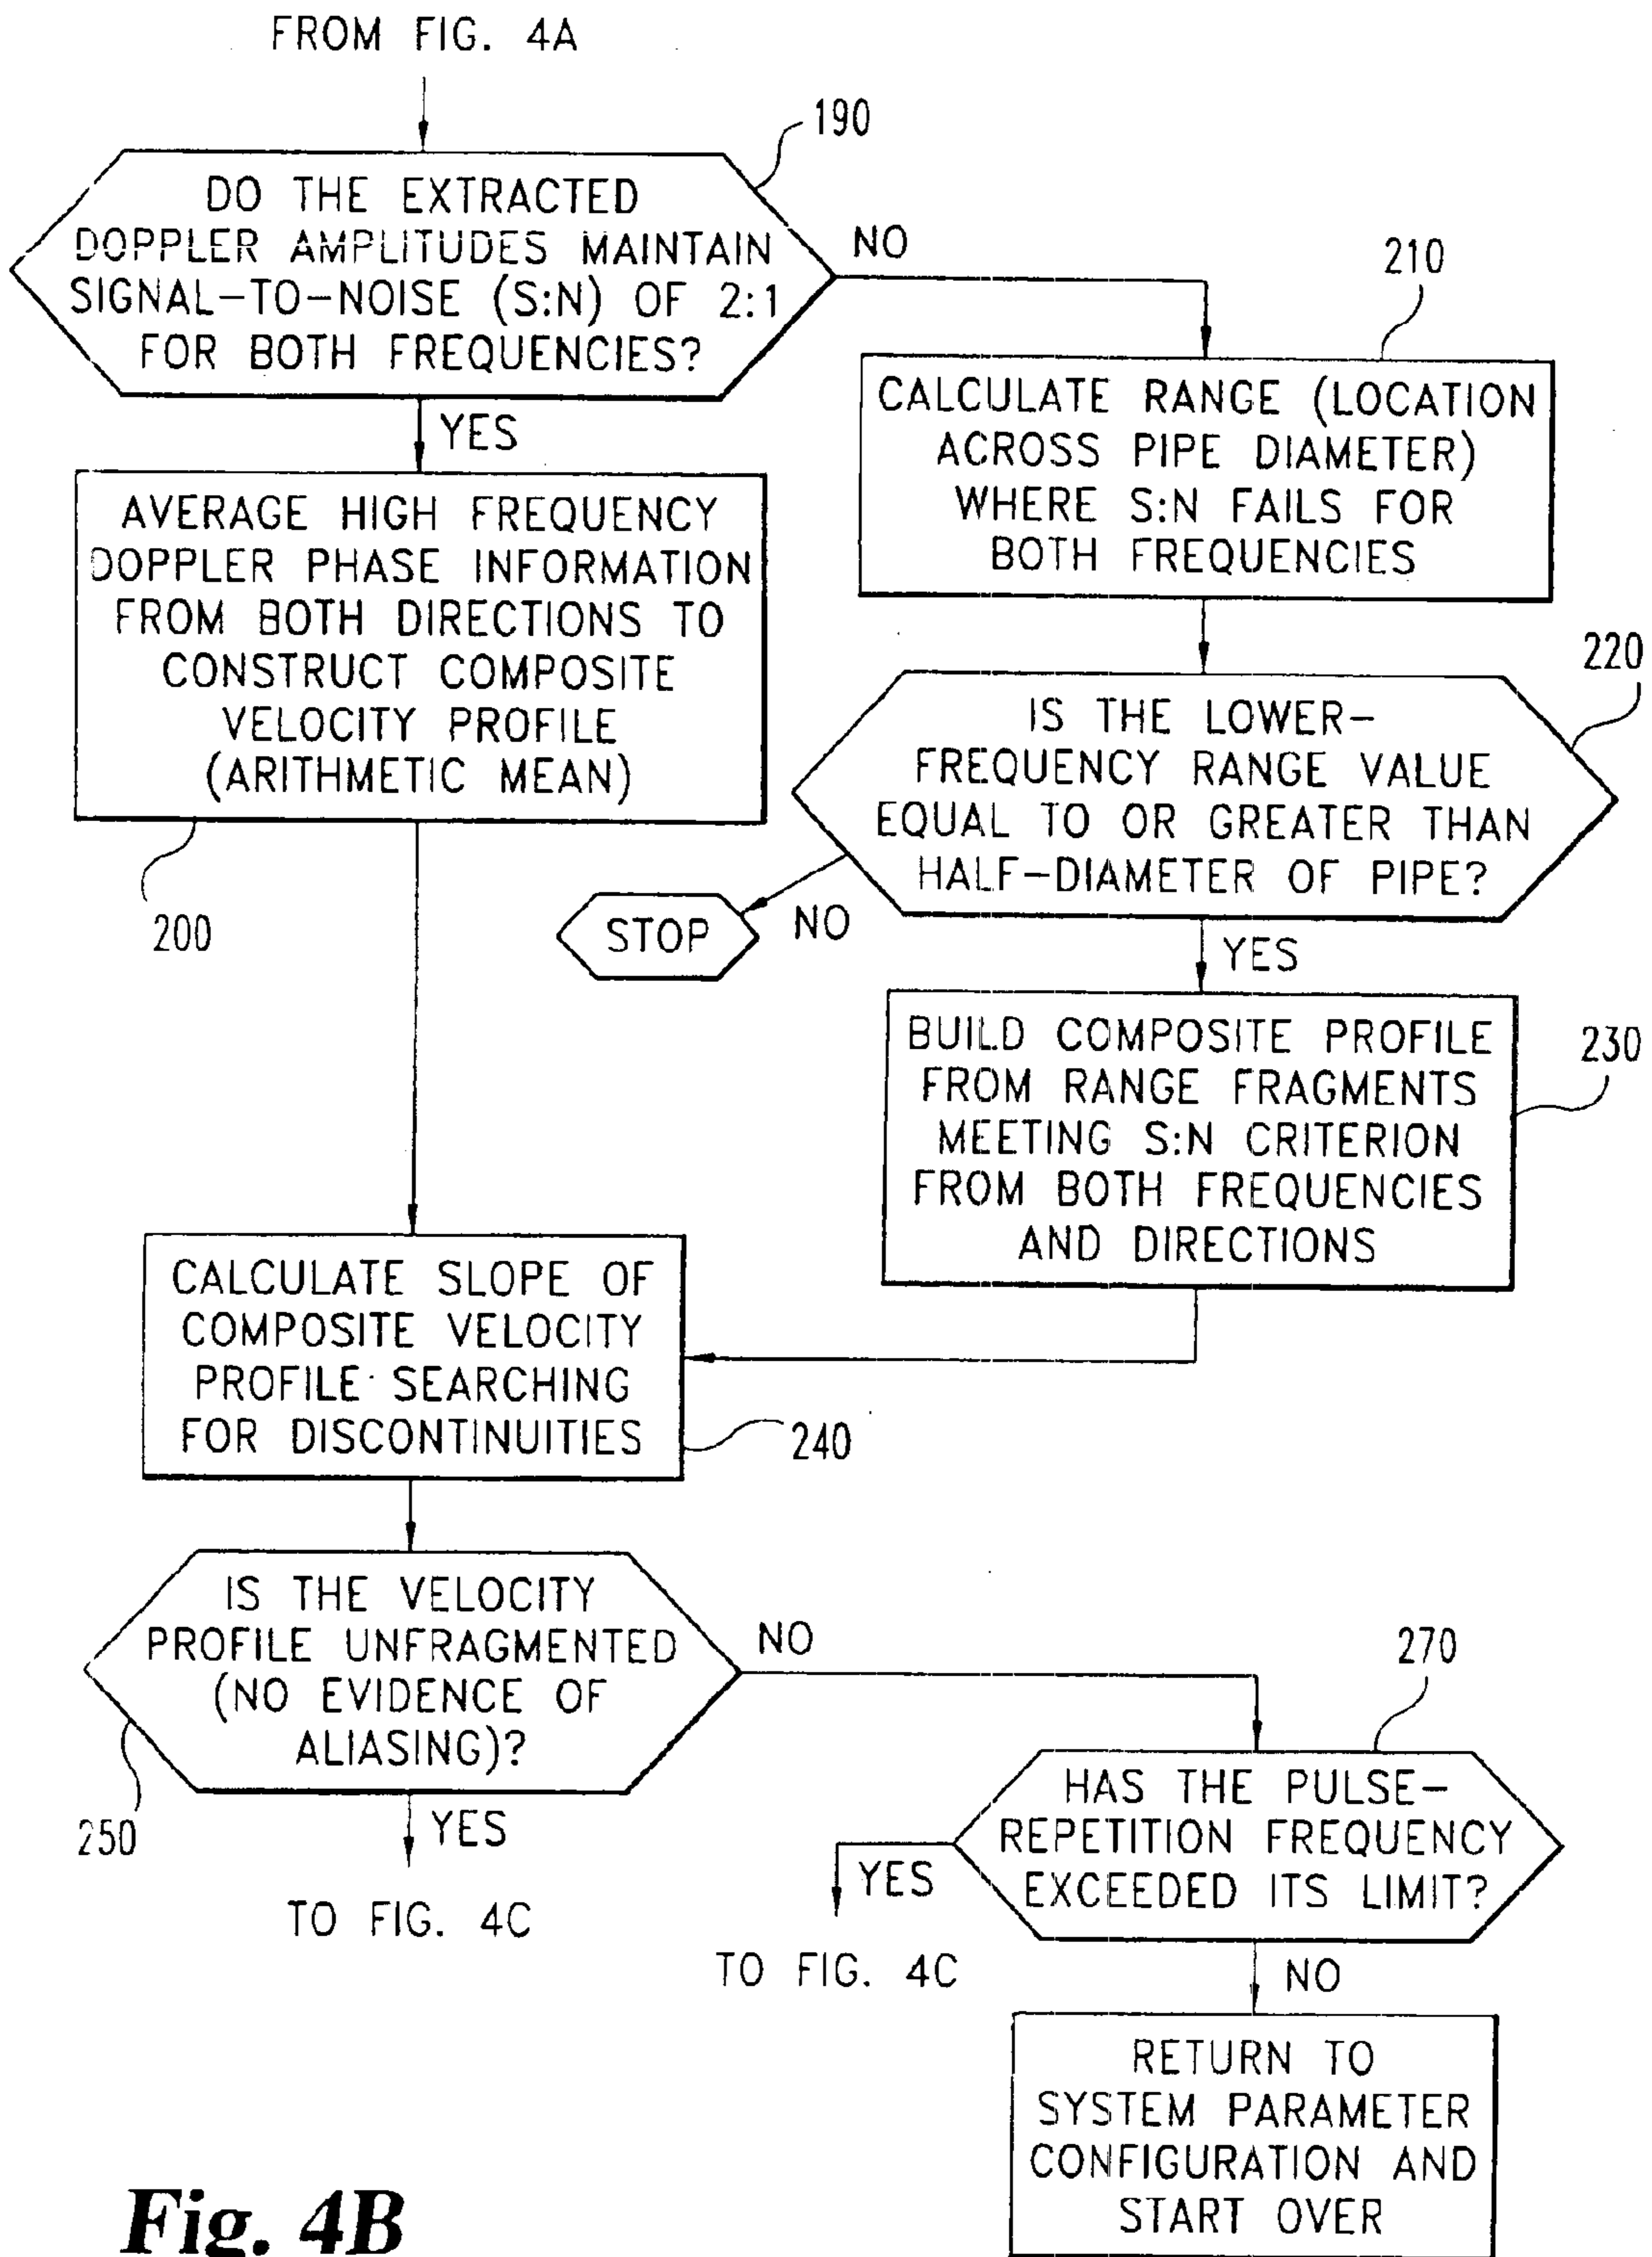 FROM FIG. 4A
190
DO THE EXTRACTED
DOPPLER AMPLITUDES MAINTAIN
SIGNAL-TO-NOISE (S:N) OF 2:1
FOR BOTH FREQUENCIES?
NO
YES
210
CALCULATE RANGE (LOCATION
ACROSS PIPE DIAMETER)
WHERE S:N FAILS FOR
BOTH FREQUENCIES
AVERAGE HIGH FREQUENCY
DOPPLER PHASE INFORMATION
FROM BOTH DIRECTIONS TO
CONSTRUCT COMPOSITE
VELOCITY PROFILE
(ARITHMETIC MEAN)
200
220
IS THE LOWER-
FREQUENCY RANGE VALUE
EQUAL TO OR GREATER THAN
HALF-DIAMETER OF PIPE?
NO
STOP
YES
BUILD COMPOSITE PROFILE
FROM RANGE FRAGMENTS
MEETING S:N CRITERION
FROM BOTH FREQUENCIES
AND DIRECTIONS
230
CALCULATE SLOPE OF
COMPOSITE VELOCITY
PROFILE SEARCHING
FOR DISCONTINUITIES
240
IS THE VELOCITY
PROFILE UNFRAGMENTED
(NO EVIDENCE OF
ALIASING)?
NO
250
YES
TO FIG. 4C
270
HAS THE PULSE-
REPETITION FREQUENCY
EXCEEDED ITS LIMIT?
YES
TO FIG. 4C
NO
RETURN TO
SYSTEM PARAMETER
CONFIGURATION AND
START OVER
Fig. 4B